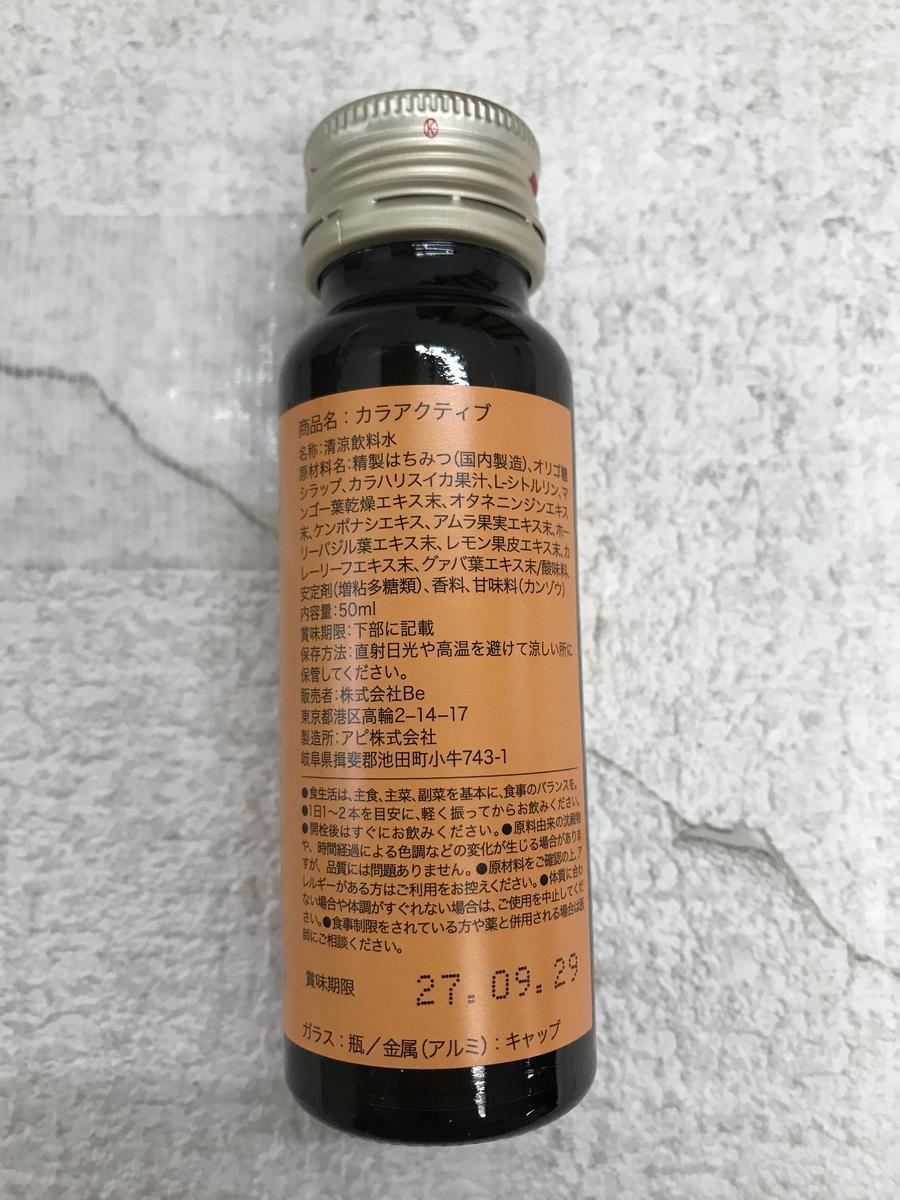 K
商品名：カラアクティブ
名称：清涼飲料水
原材料名：精製はちみつ（国内製造）、オリゴ糖
シラップ、カラハリスイカ果汁、L-シトルリン、マ
ンゴー葉乾燥エキス末、オタネニンジンエキス
末、ケンポナシエキス、アムラ果実エキス末、ホー
リーバジル葉エキス末、レモン果皮エキス末、カ
レーリーフエキス末、グァバ葉エキス末/酸味料、
安定剤（増粘多糖類）、香料、甘味料（カンゾウ）
内容量：50ml
賞味期限：下部に記載
保存方法：直射日光や高温を避けて涼しい所に
保管してください。
販売者：株式会社Be
東京都港区高輪2-14-17
製造所：アピ株式会社
岐阜県揖斐郡池田町小牛743-1
●食生活は、主食、主菜、副菜を基本に、食事のバランスを。
●1日1〜2本を目安に、軽く振ってからお飲みください。
●開栓後はすぐにお飲みください。●原料由来の沈殿物
や、時間経過による色調などの変化が生じる場合がありま
すが、品質には問題ありません。●原材料をご確認の上、ア
レルギーがある方はご利用をお控えください。●体質に合わ
ない場合や体調がすぐれない場合は、ご使用を中止してくだ
さい。●食事制限をされている方や薬と併用される場合は医
師にご相談ください。
賞味期限 27.09.29
ガラス：瓶／金属（アルミ）：キャップ